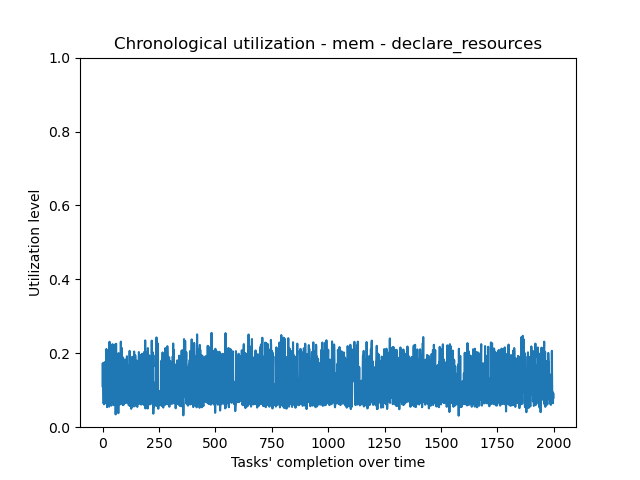 Chronological utilization - mem - declare_resources
1.0
0.8
0.6
0.4
0.2
0.0
Utilization level
0 250 500 750 1000 1250 1500 1750 2000
Tasks' completion over time